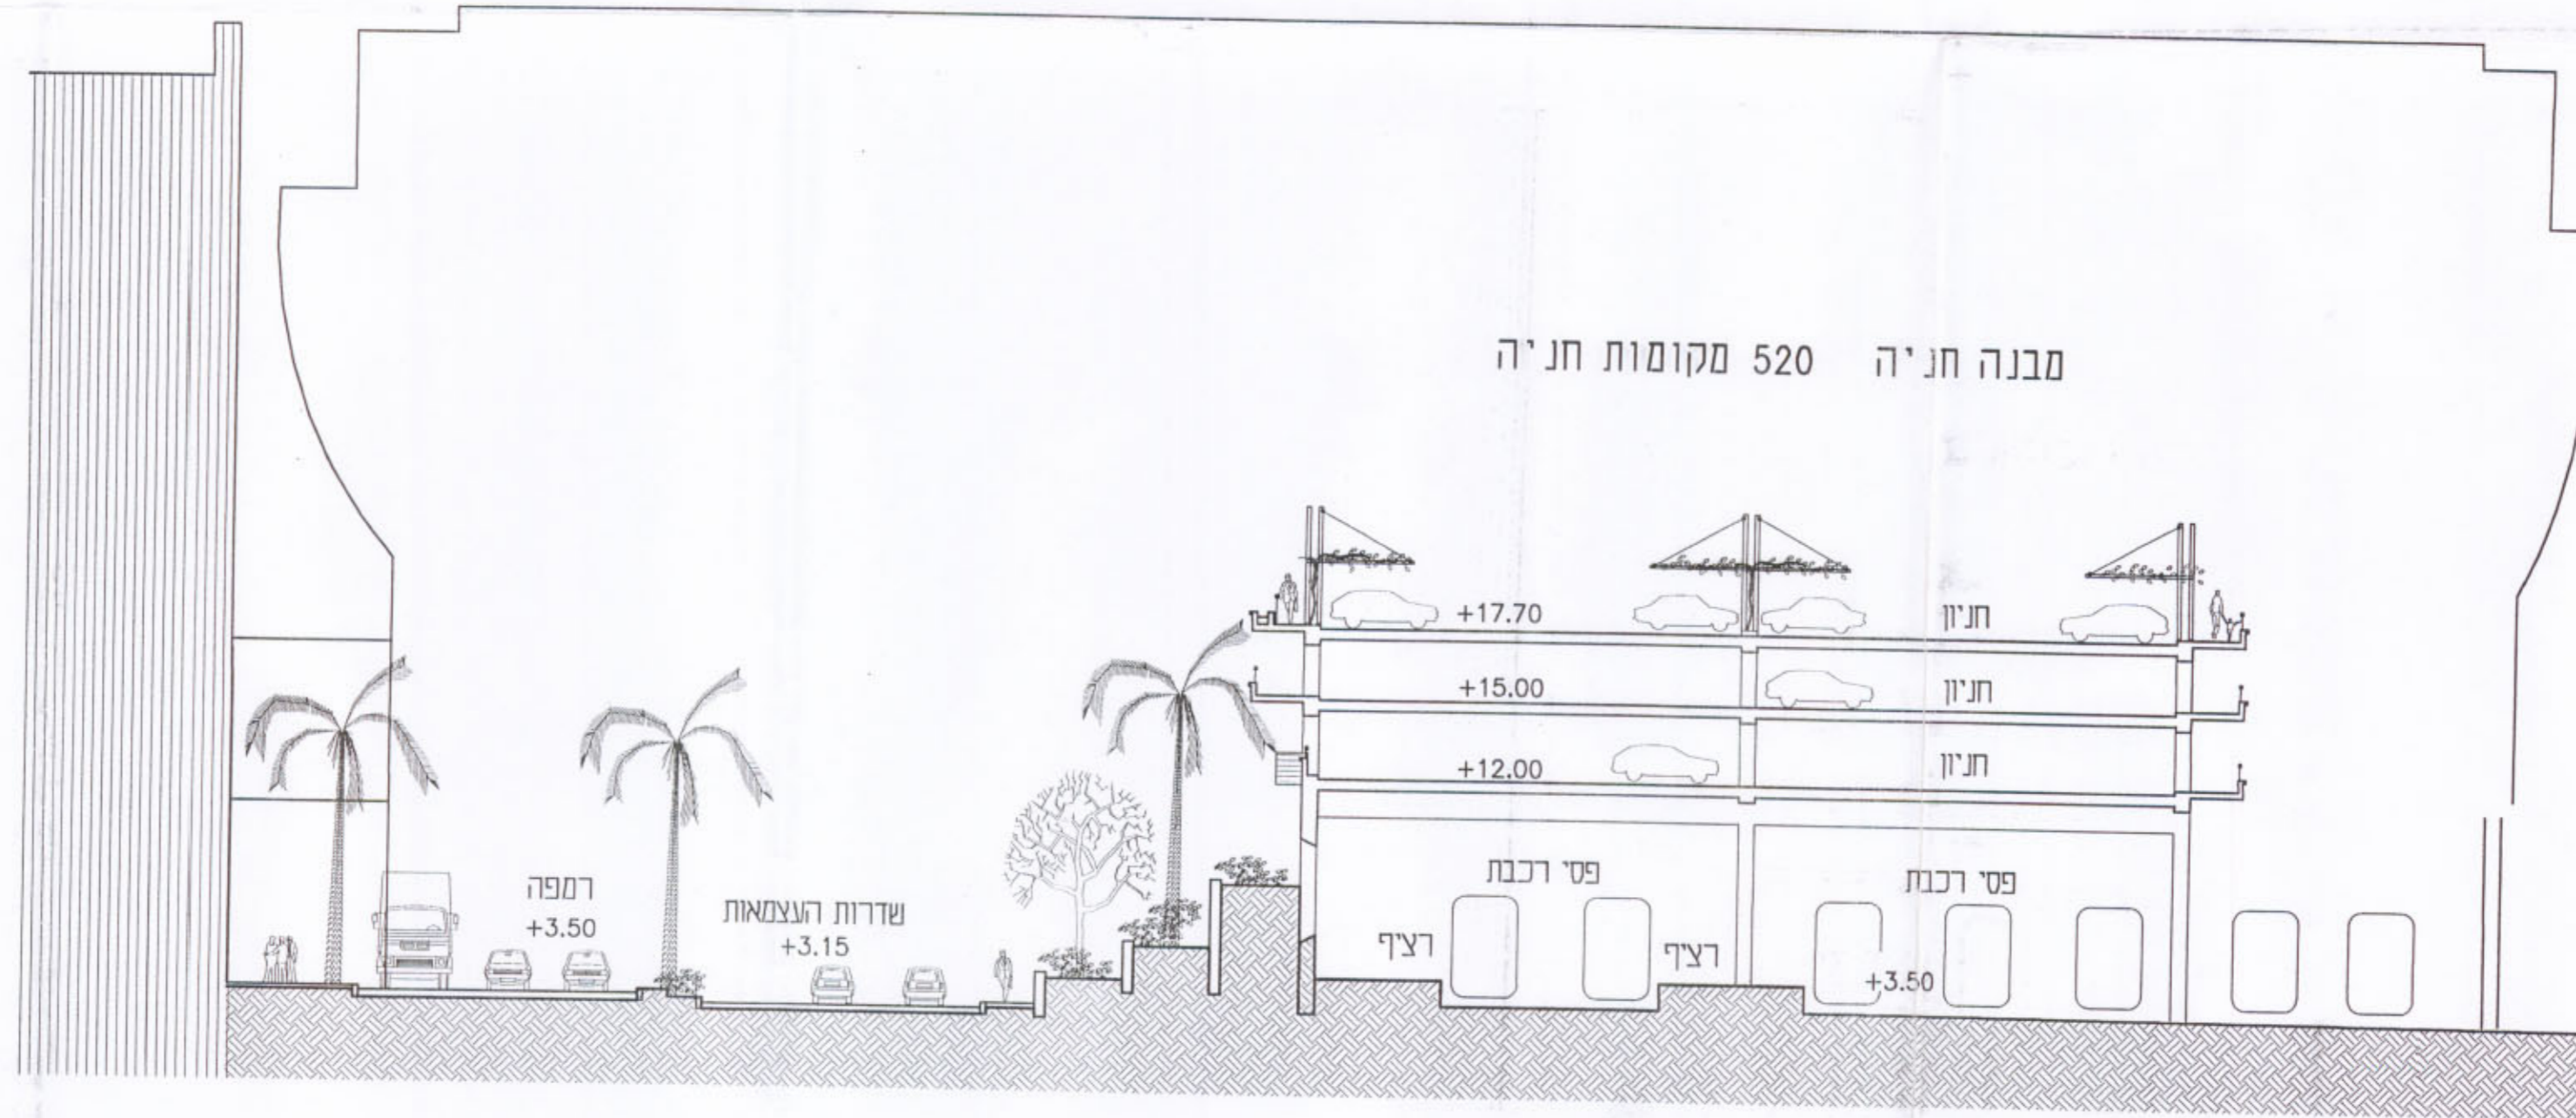 מבנה חניה 520 מקומות חניה
+17.70 חניון
+15.00 חניון
+12.00 חניון
פסי רכבת
פסי רכבת
רמפה
+3.50
שדרות העצמאות
+3.15
רציף
רציף
+3.50